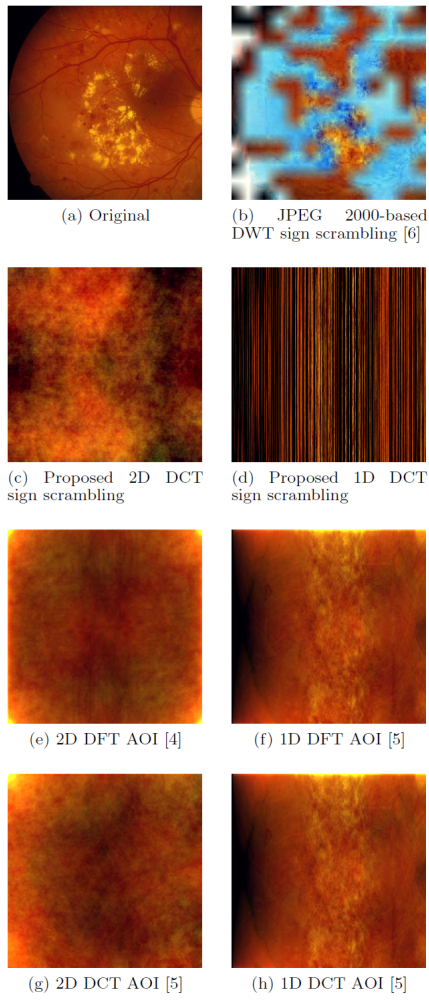 (a) Original
(b) JPEG 2000-based
DWT sign scrambling [6]
(c) Proposed 2D DCT
sign scrambling
(d) Proposed 1D DCT
sign scrambling
(e) 2D DFT AOI [4]
(f) 1D DFT AOI [5]
(g) 2D DCT AOI [5]
(h) 1D DCT AOI [5]